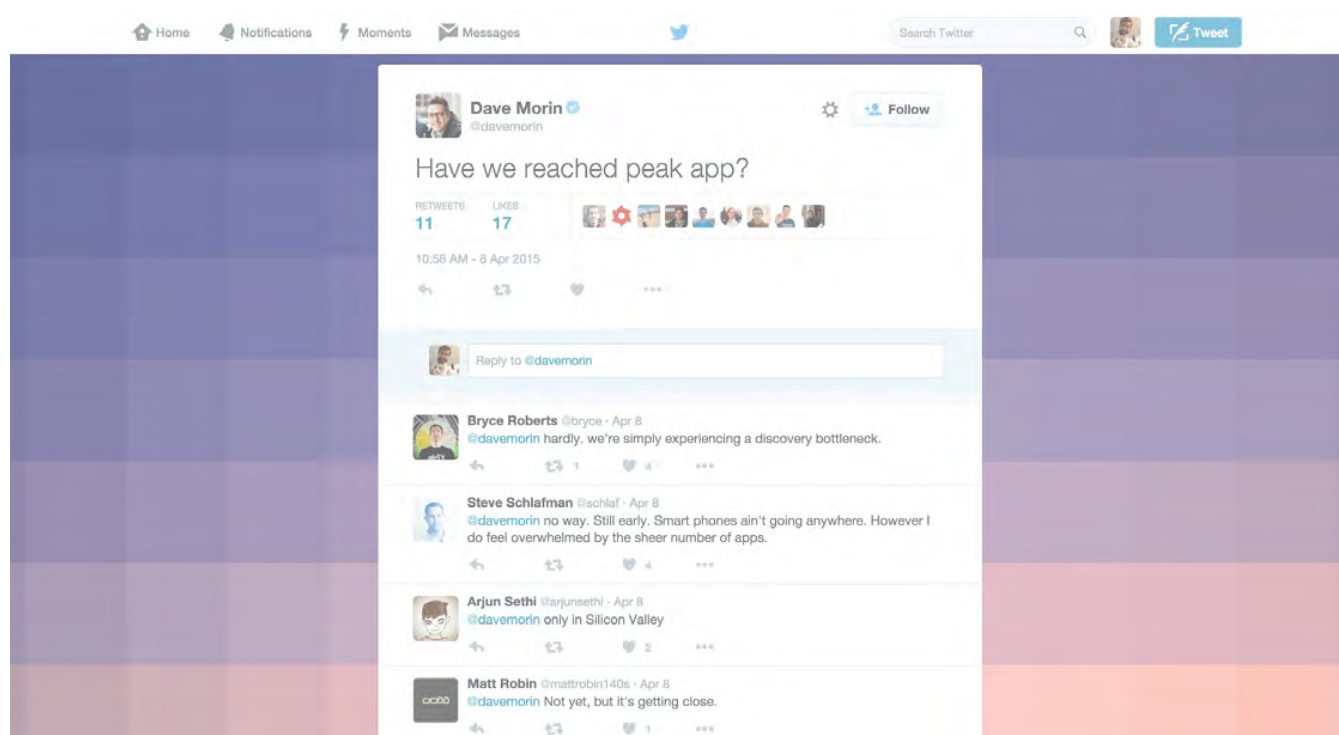 Home Notifications Moments Messages Search Twitter Tweet
Dave Morin
@davemorin
Follow
Have we reached peak app?
RETWEETS LIKES
11 17
10:58 AM - 8 Apr 2015
Reply to @davemorin
Bryce Roberts @bryce · Apr 8
@davemorin hardly. we're simply experiencing a discovery bottleneck.
1 4
Steve Schlafman @schlaf · Apr 8
@davemorin no way. Still early. Smart phones ain't going anywhere. However I
do feel overwhelmed by the sheer number of apps.
4
Arjun Sethi @arjunsethi · Apr 8
@davemorin only in Silicon Valley
2
Matt Robin @mattrobin140s · Apr 8
@davemorin Not yet, but it's getting close.
1